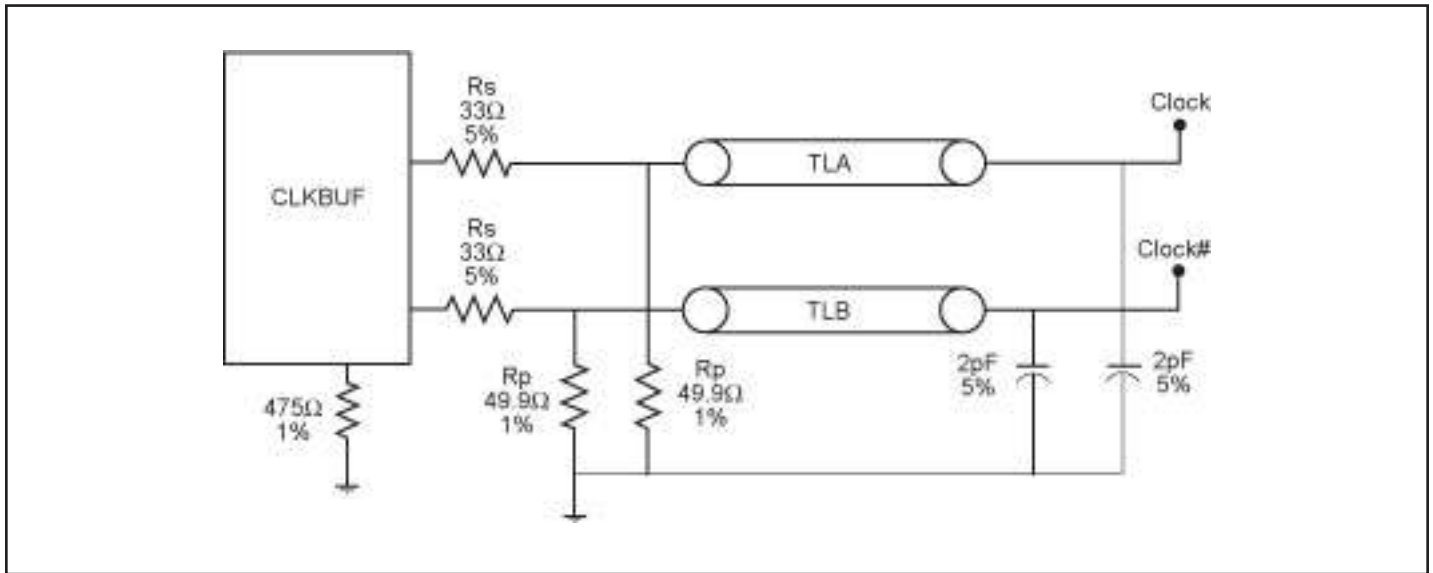 Rs
33Ω
5%
Clock
TLA
CLKBUF
Rs
33Ω
5%
Clock#
TLB
475Ω
1%
Rp
49.9Ω
1%
Rp
49.9Ω
1%
2pF
5%
2pF
5%